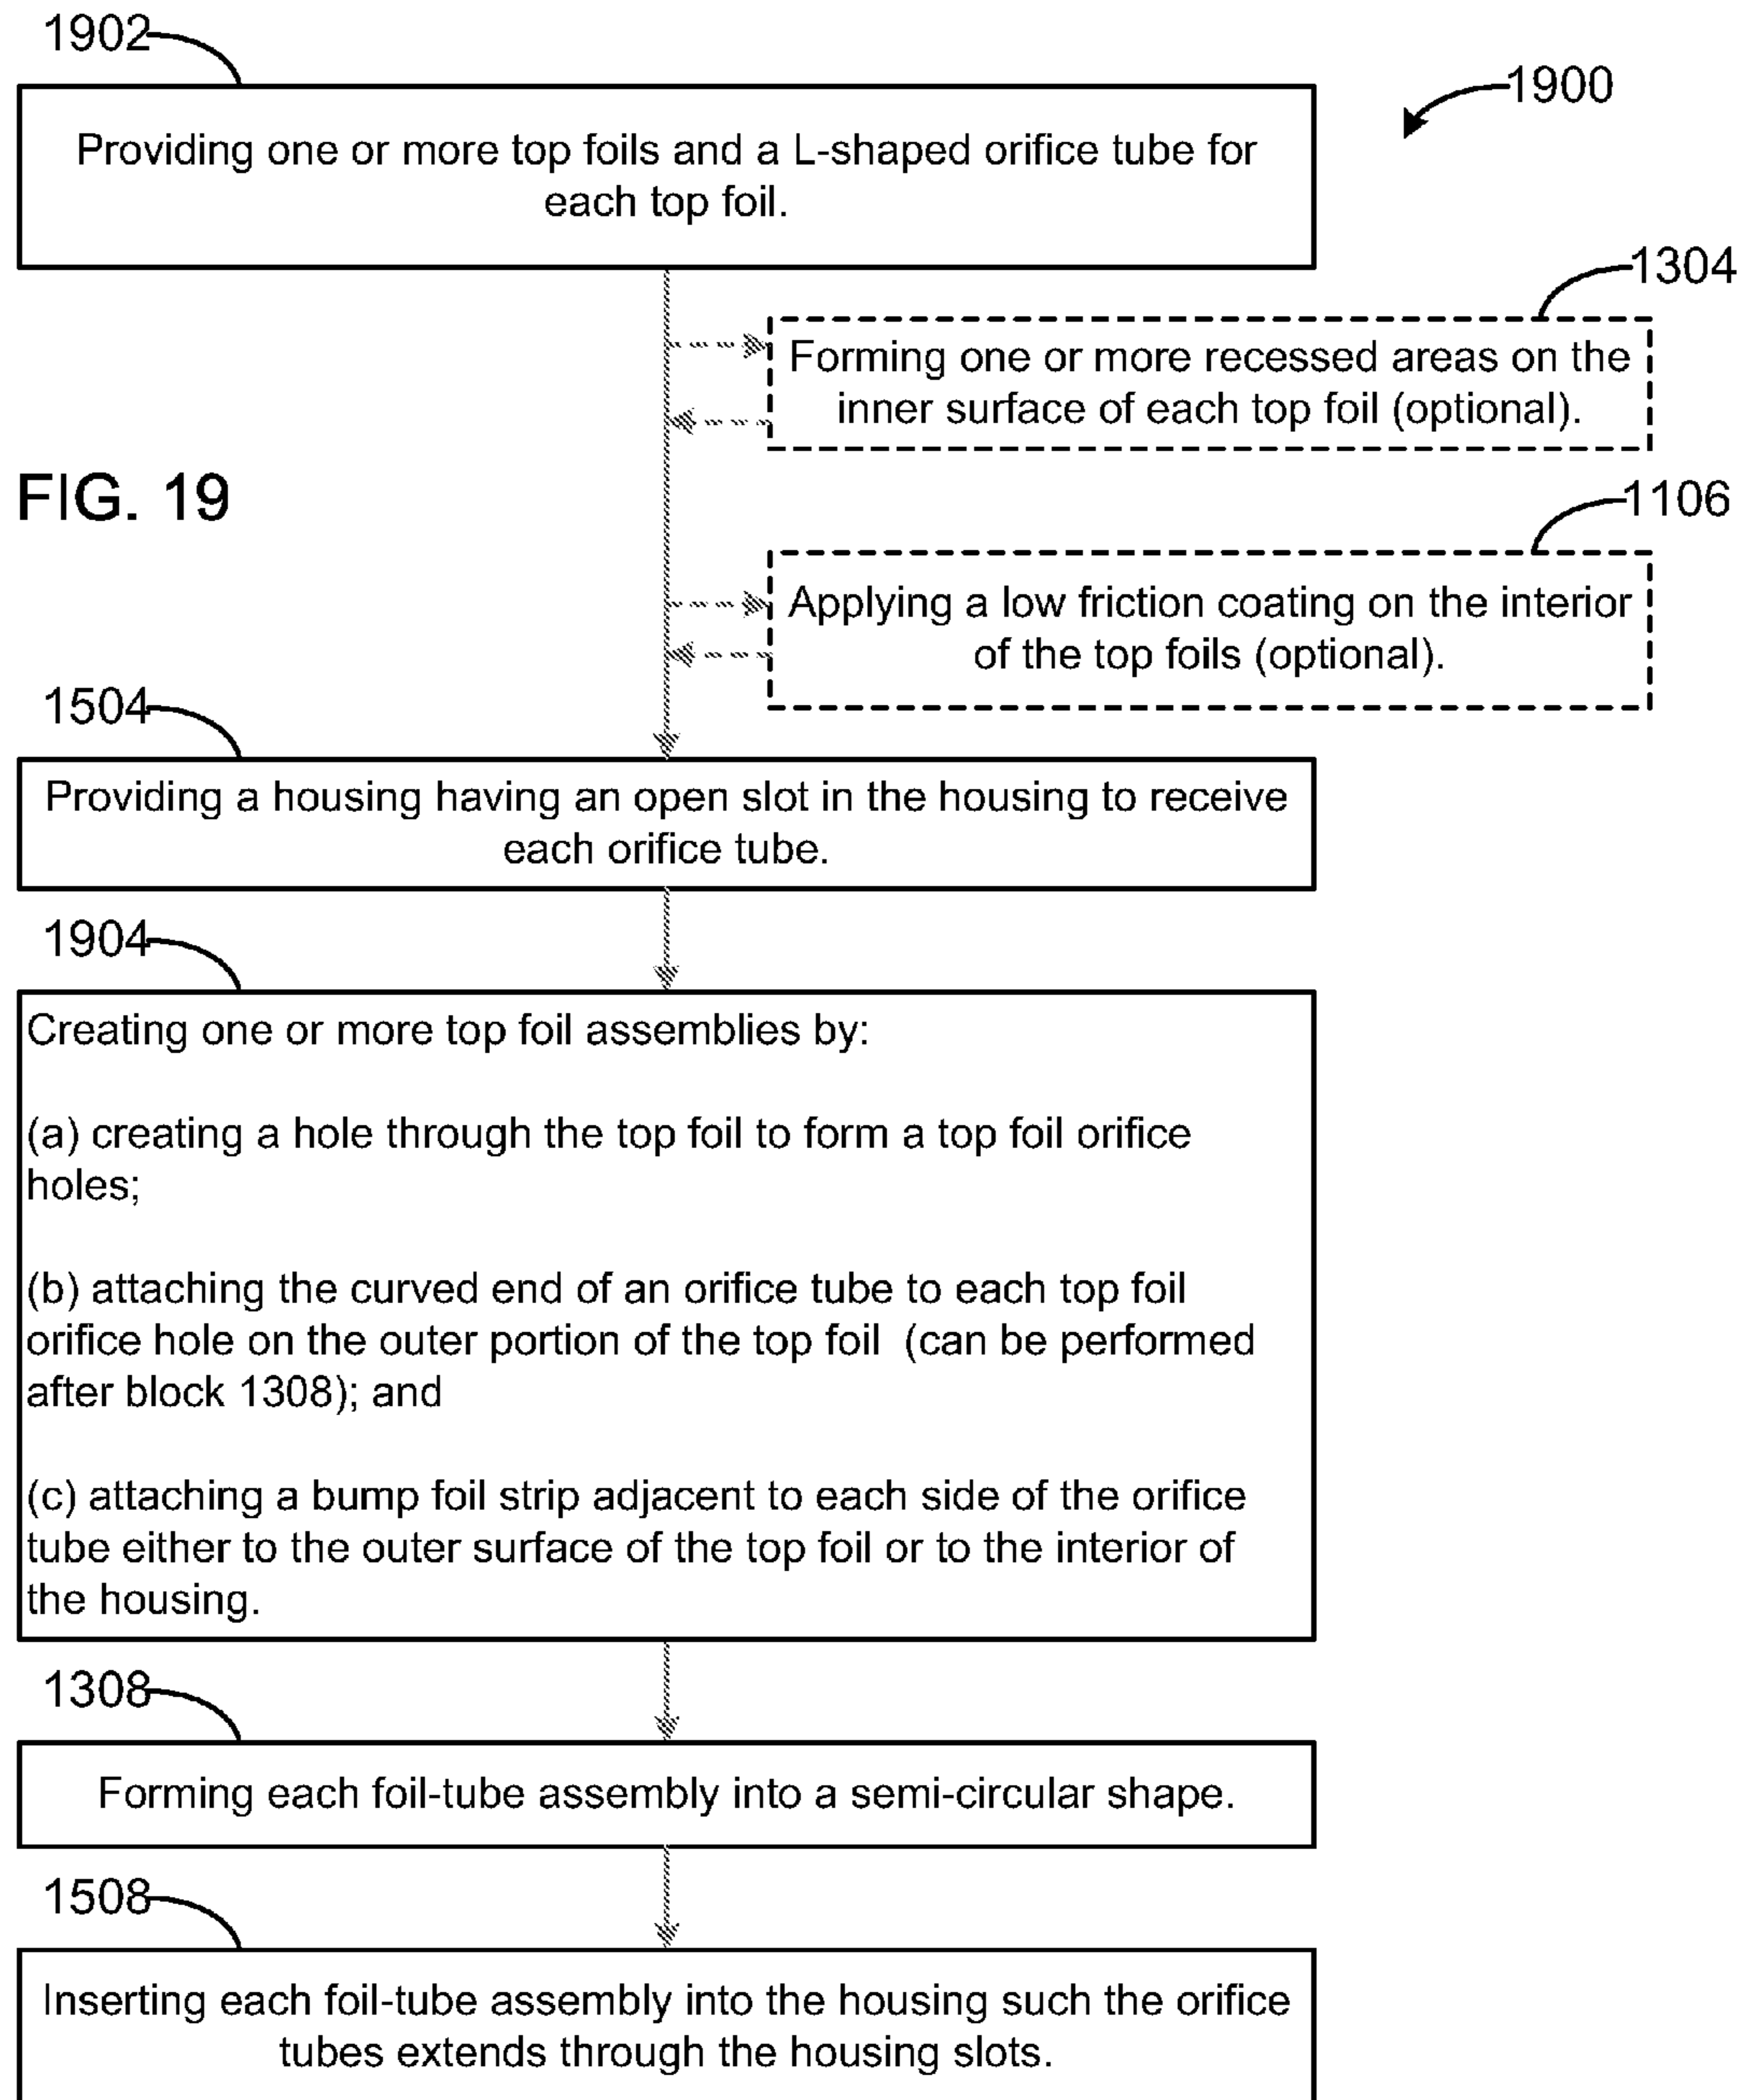 1902
1900
Providing one or more top foils and a L-shaped orifice tube for
each top foil.
1304
Forming one or more recessed areas on the
inner surface of each top foil (optional).
FIG. 19
1106
Applying a low friction coating on the interior
of the top foils (optional).
1504
Providing a housing having an open slot in the housing to receive
each orifice tube.
1904
Creating one or more top foil assemblies by:
(a) creating a hole through the top foil to form a top foil orifice
holes;
(b) attaching the curved end of an orifice tube to each top foil
orifice hole on the outer portion of the top foil (can be performed
after block 1308); and
(c) attaching a bump foil strip adjacent to each side of the orifice
tube either to the outer surface of the top foil or to the interior of
the housing.
1308
Forming each foil-tube assembly into a semi-circular shape.
1508
Inserting each foil-tube assembly into the housing such the orifice
tubes extends through the housing slots.